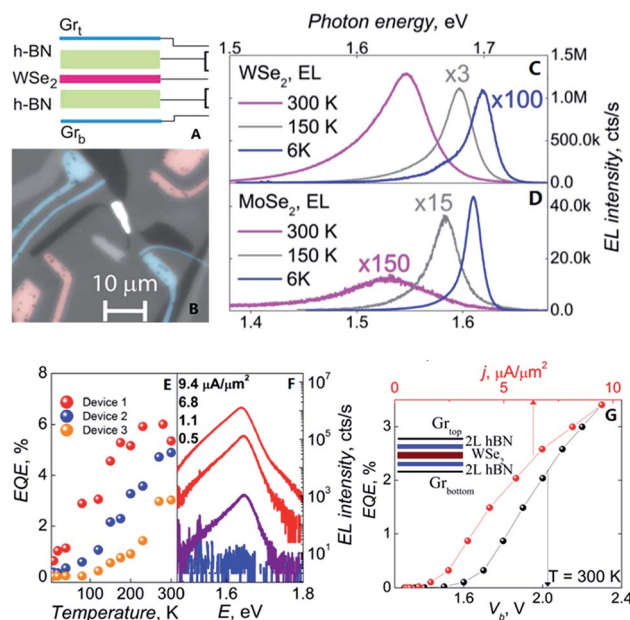 Gr_t
h-BN
WSe_2
h-BN
Gr_b
A
10 μm
B
Photon energy, eV
1.5 1.6 1.7
WSe_2, EL
300 K
150 K
6K
x3
x100
C
1.5M
1.0M
500.0k
0.0
MoSe_2, EL
300 K
150 K
6K
x15
x150
D
40.0k
20.0k
0.0
EL intensity, cts/s
1.4 1.5 1.6
8
6
4
2
0
EQE, %
E
Device 1
Device 2
Device 3
0 100 200 300
Temperature, K
9.4 μA/μm^2
6.8
1.1
0.5
F
10^7
10^5
10^3
10^1
EL intensity, cts/s
1.6 1.8
E, eV
j, μA/μm^2
0 5 10
G
Gr_top
2L hBN
WSe_2
2L hBN
Gr_bottom
3
2
1
0
EQE, %
T = 300 K
1.6 2.0 2.4
V_b, V